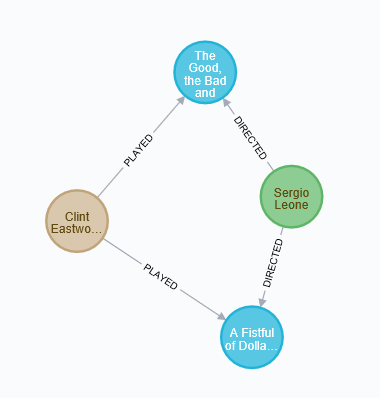 The
Good,
the Bad
and
PLAYED
DIRECTED
Sergio
Leone
Clint
Eastwo...
PLAYED
DIRECTED
A Fistful
of Dolla...